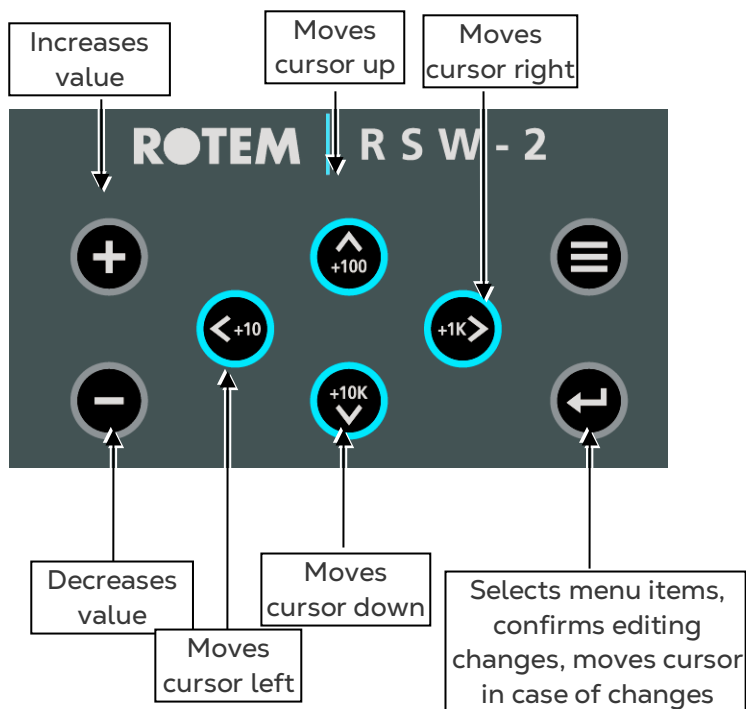 Increases
value
Moves
cursor up
Moves
cursor right
ROTEM | RSW-2
+100
+10
+1K
+10K
Decreases
value
Moves
cursor left
Moves
cursor down
Selects menu items,
confirms editing
changes, moves cursor
in case of changes